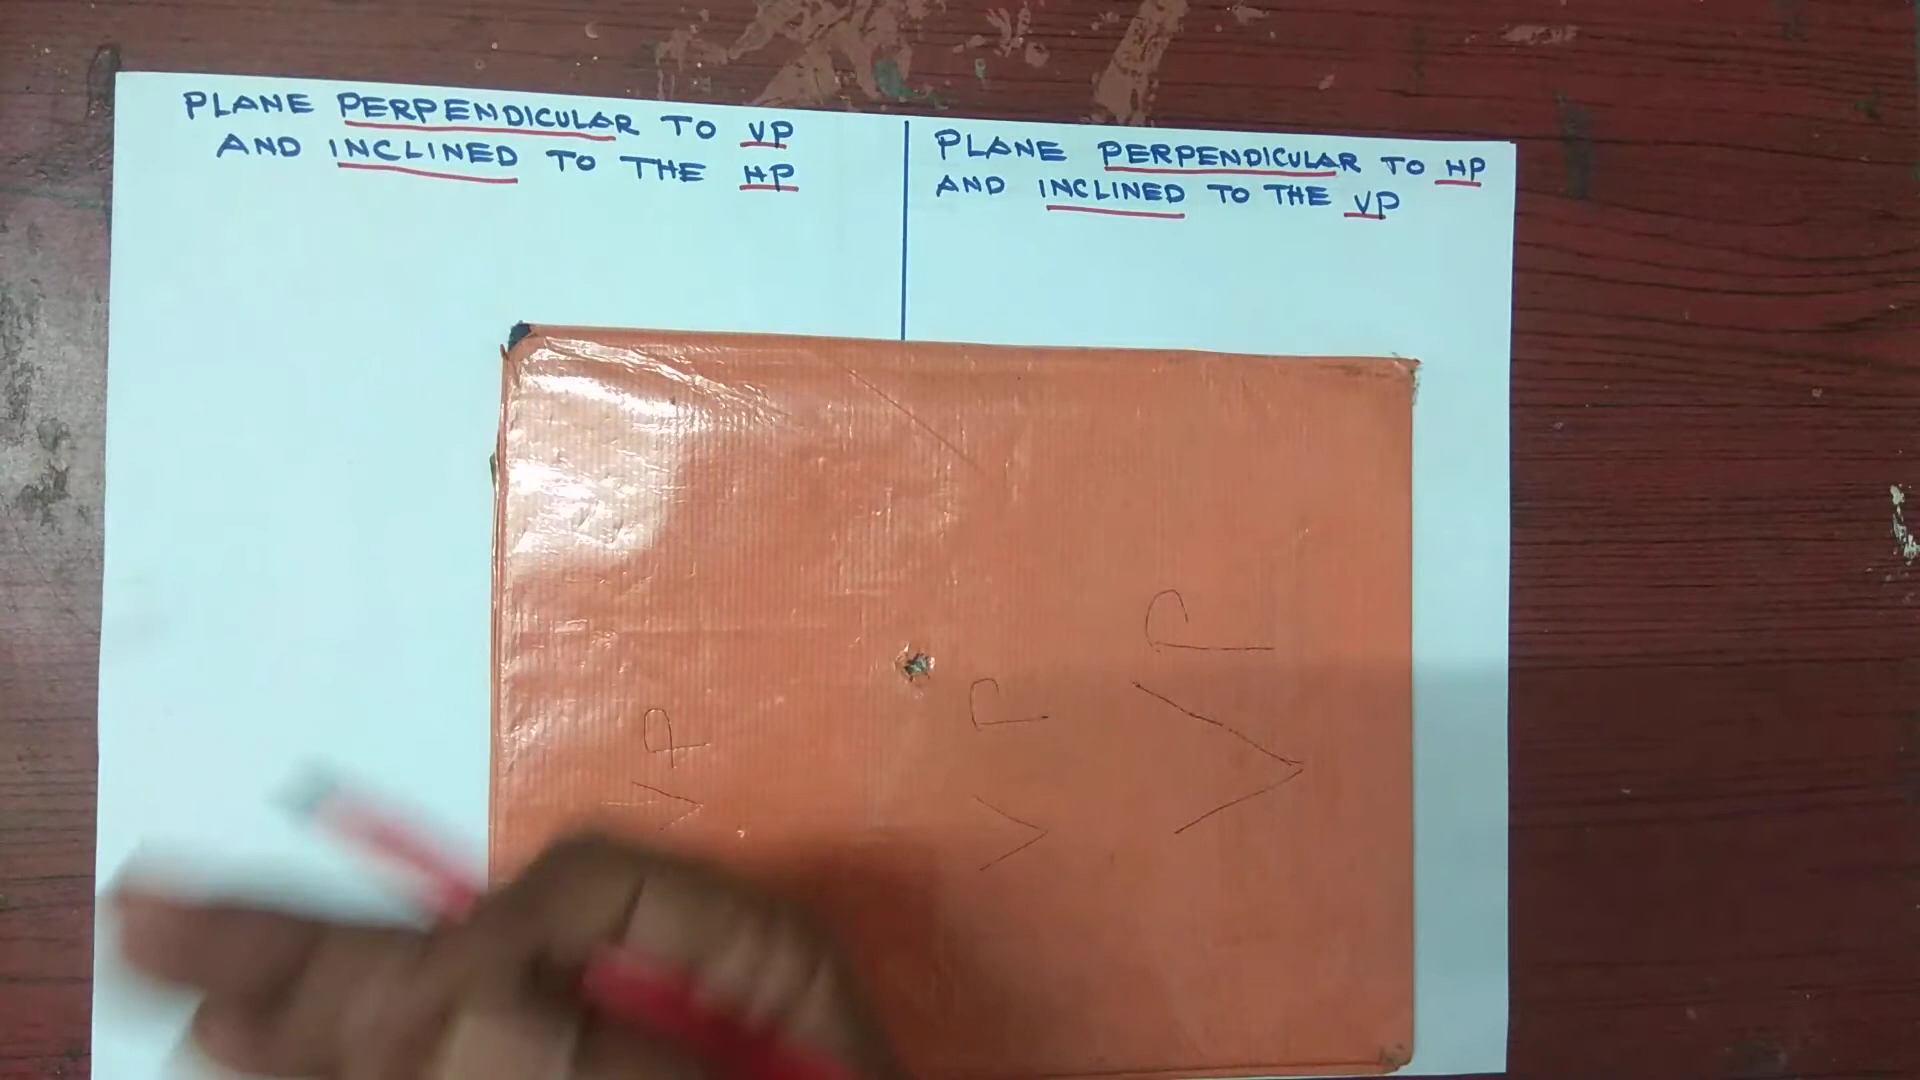 PLANE PERPENDICULAR TO VP
AND INCLINED TO THE HP
PLANE PERPENDICULAR TO HP
AND INCLINED TO THE VP
VP
VP
VP